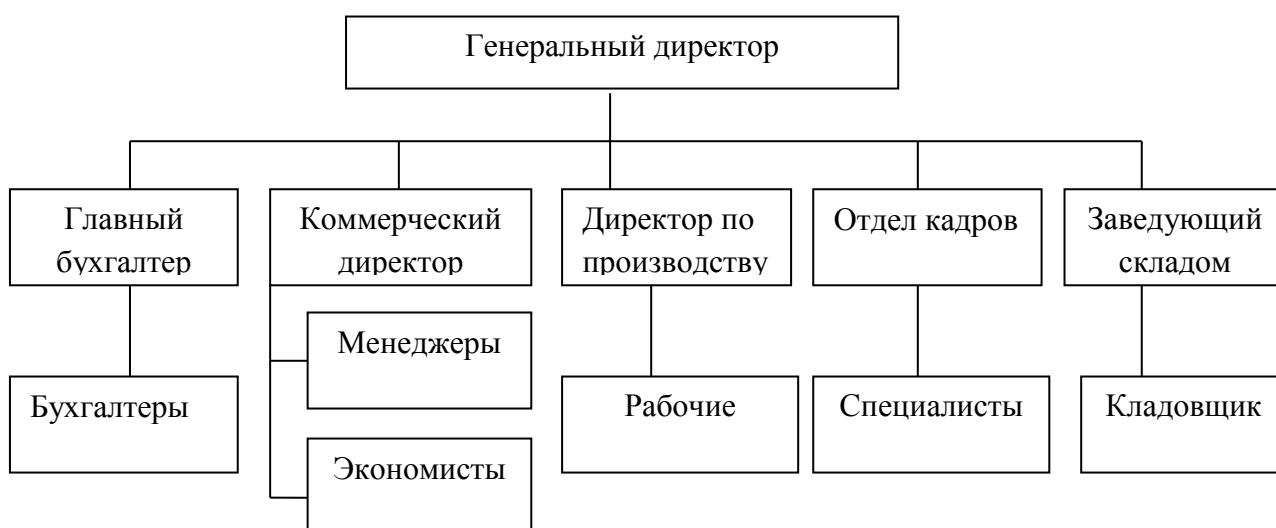 Генеральный директор
Главный
бухгалтер
Коммерческий
директор
Директор по
производству
Отдел кадров
Заведующий
складом
Менеджеры
Бухгалтеры
Рабочие
Специалисты
Кладовщик
Экономисты